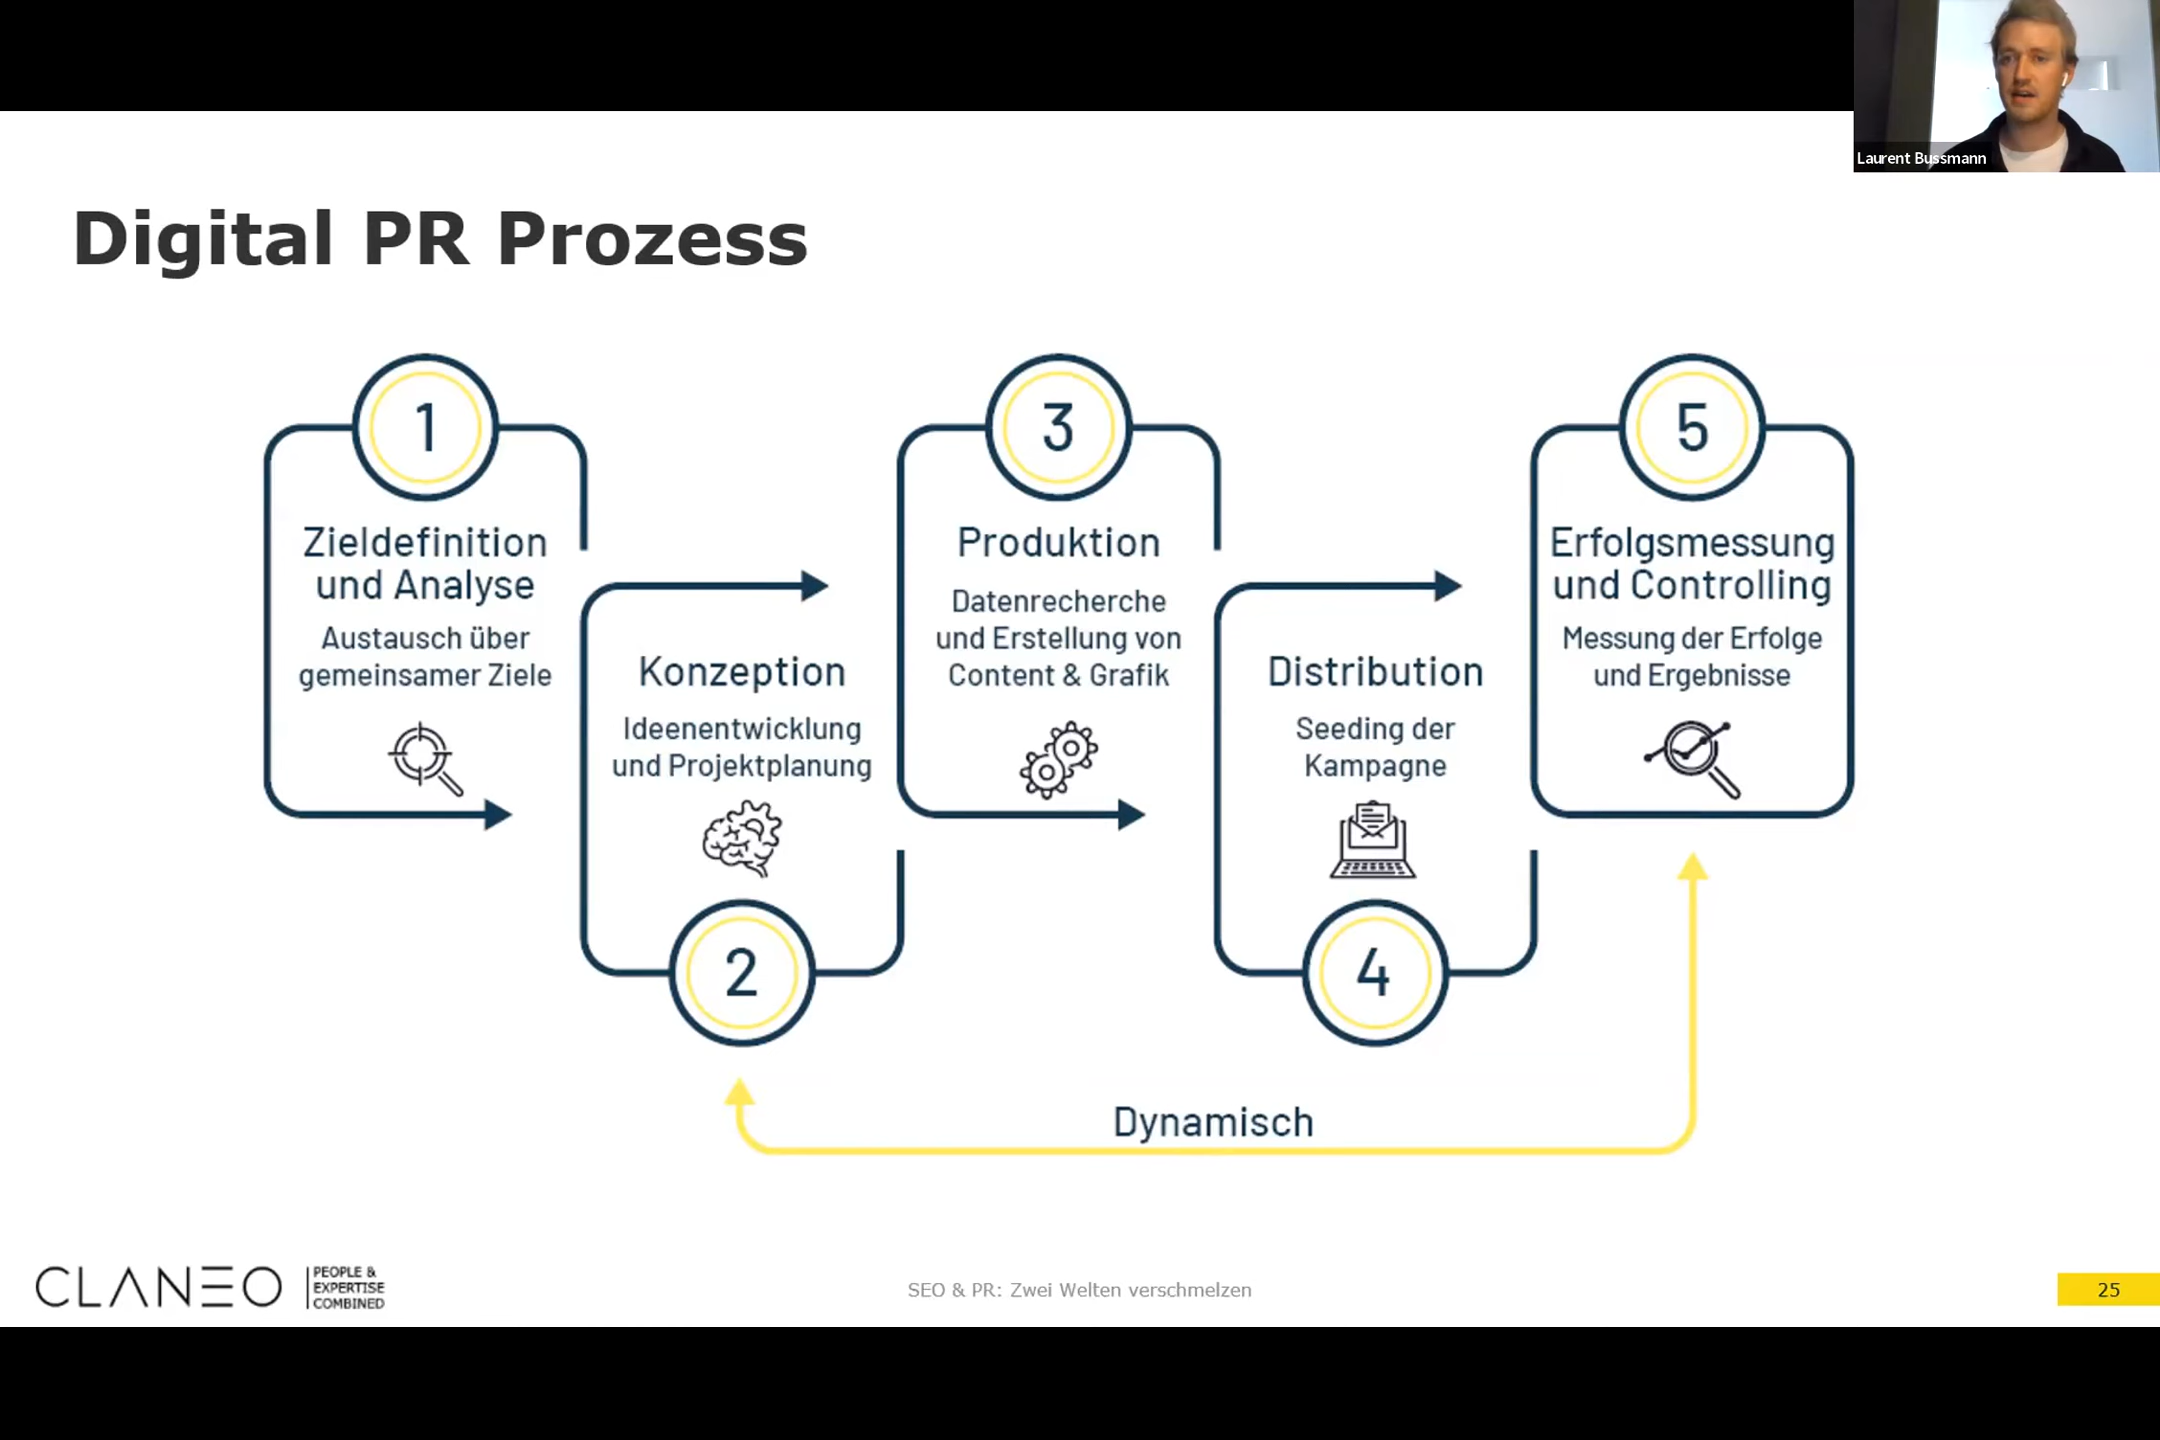 Laurent Bussmann
Digital PR Prozess
1
Zieldefinition
und Analyse
Austausch über
gemeinsamer Ziele
2
Konzeption
Ideenentwicklung
und Projektplanung
3
Produktion
Datenrecherche
und Erstellung von
Content & Grafik
4
Distribution
Seeding der
Kampagne
5
Erfolgsmessung
und Controlling
Messung der Erfolge
und Ergebnisse
Dynamisch
CLANEO
PEOPLE &
EXPERTISE
COMBINED
SEO & PR: Zwei Welten verschmelzen
25